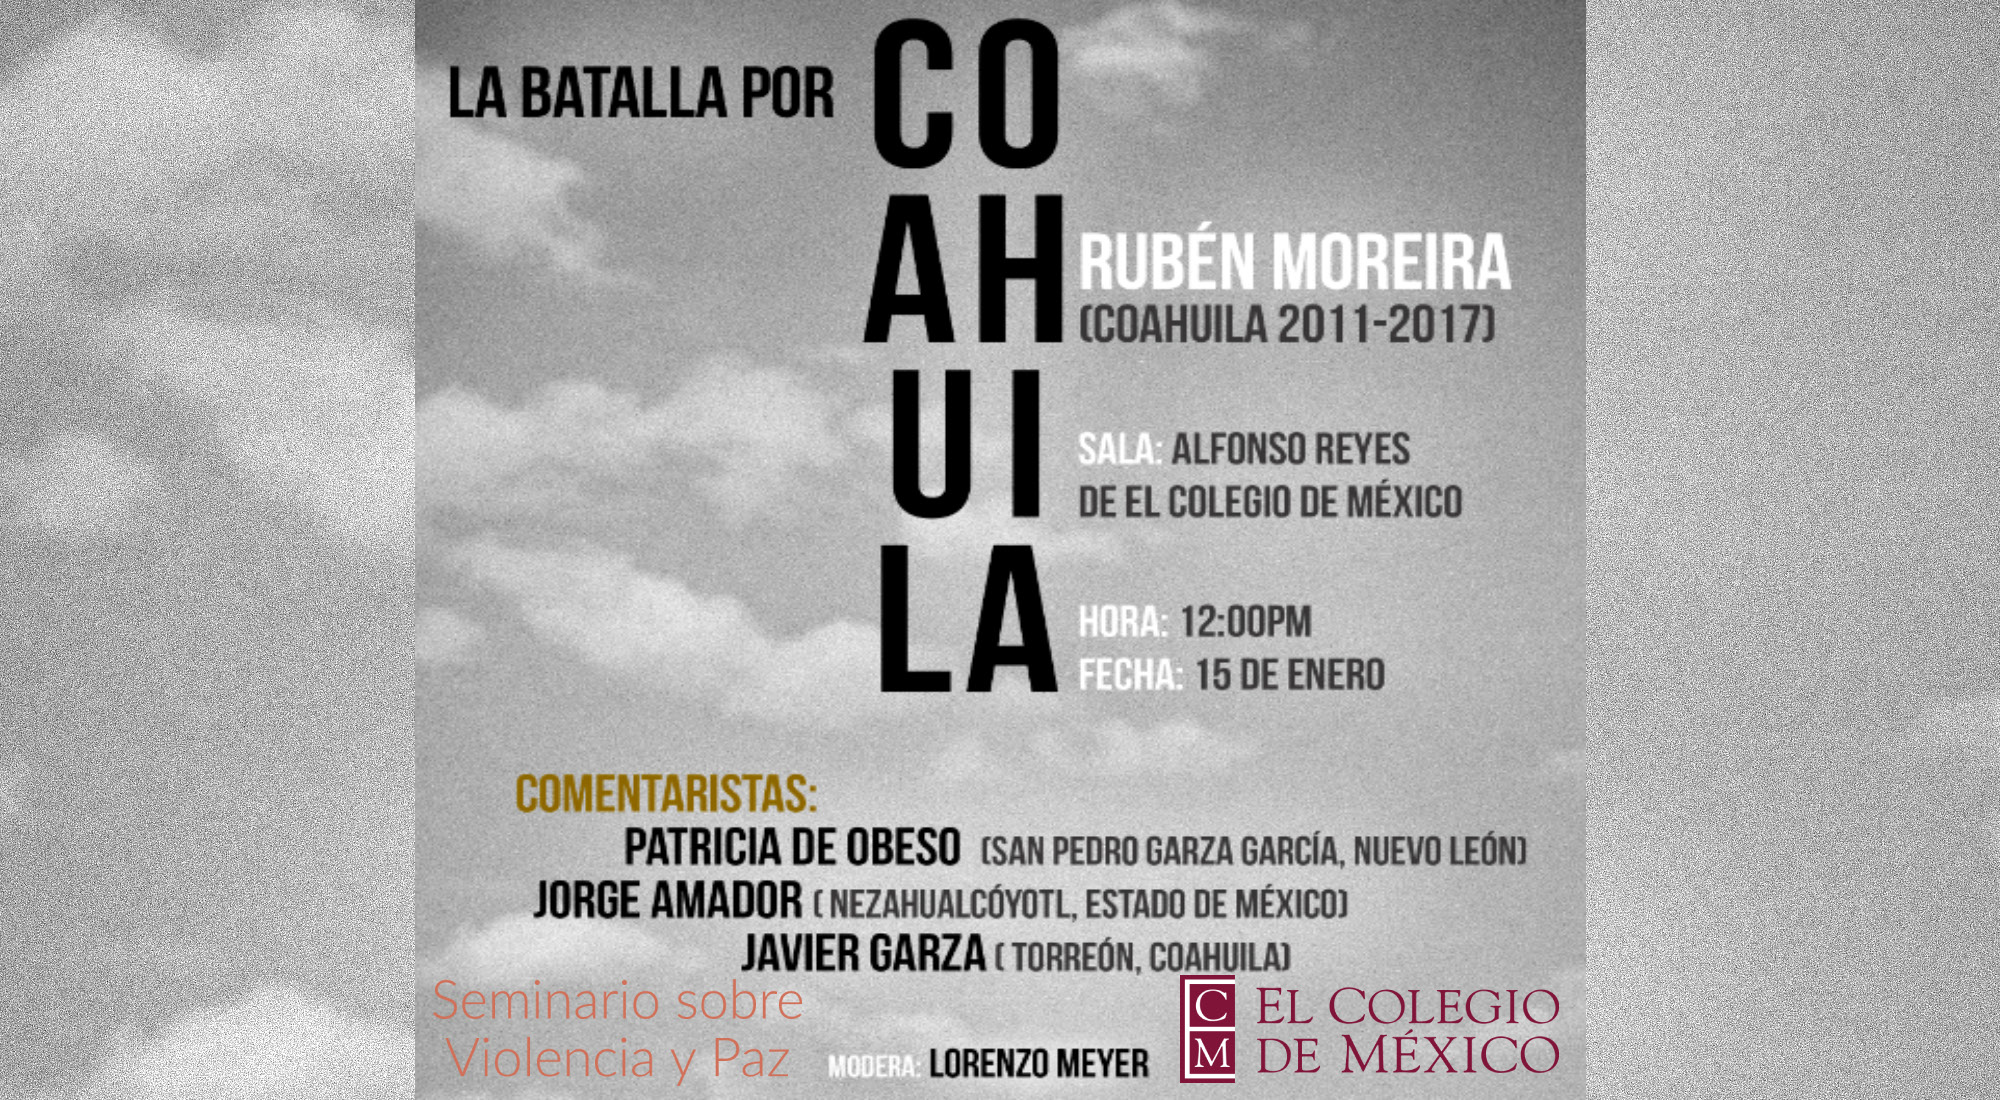 LA BATALLA POR
CO
AH
UI
LA
RUBÉN MOREIRA
(COAHUILA 2011-2017)
SALA: ALFONSO REYES
DE EL COLEGIO DE MÉXICO
HORA: 12:00PM
FECHA: 15 DE ENERO
COMENTARISTAS:
PATRICIA DE OBESO (SAN PEDRO GARZA GARCÍA, NUEVO LEÓN)
JORGE AMADOR ( NEZAHUALCÓYOTL, ESTADO DE MÉXICO)
JAVIER GARZA ( TORREÓN, COAHUILA)
Seminario sobre
Violencia y Paz
MODERA: LORENZO MEYER
C
M
EL COLEGIO
DE MÉXICO